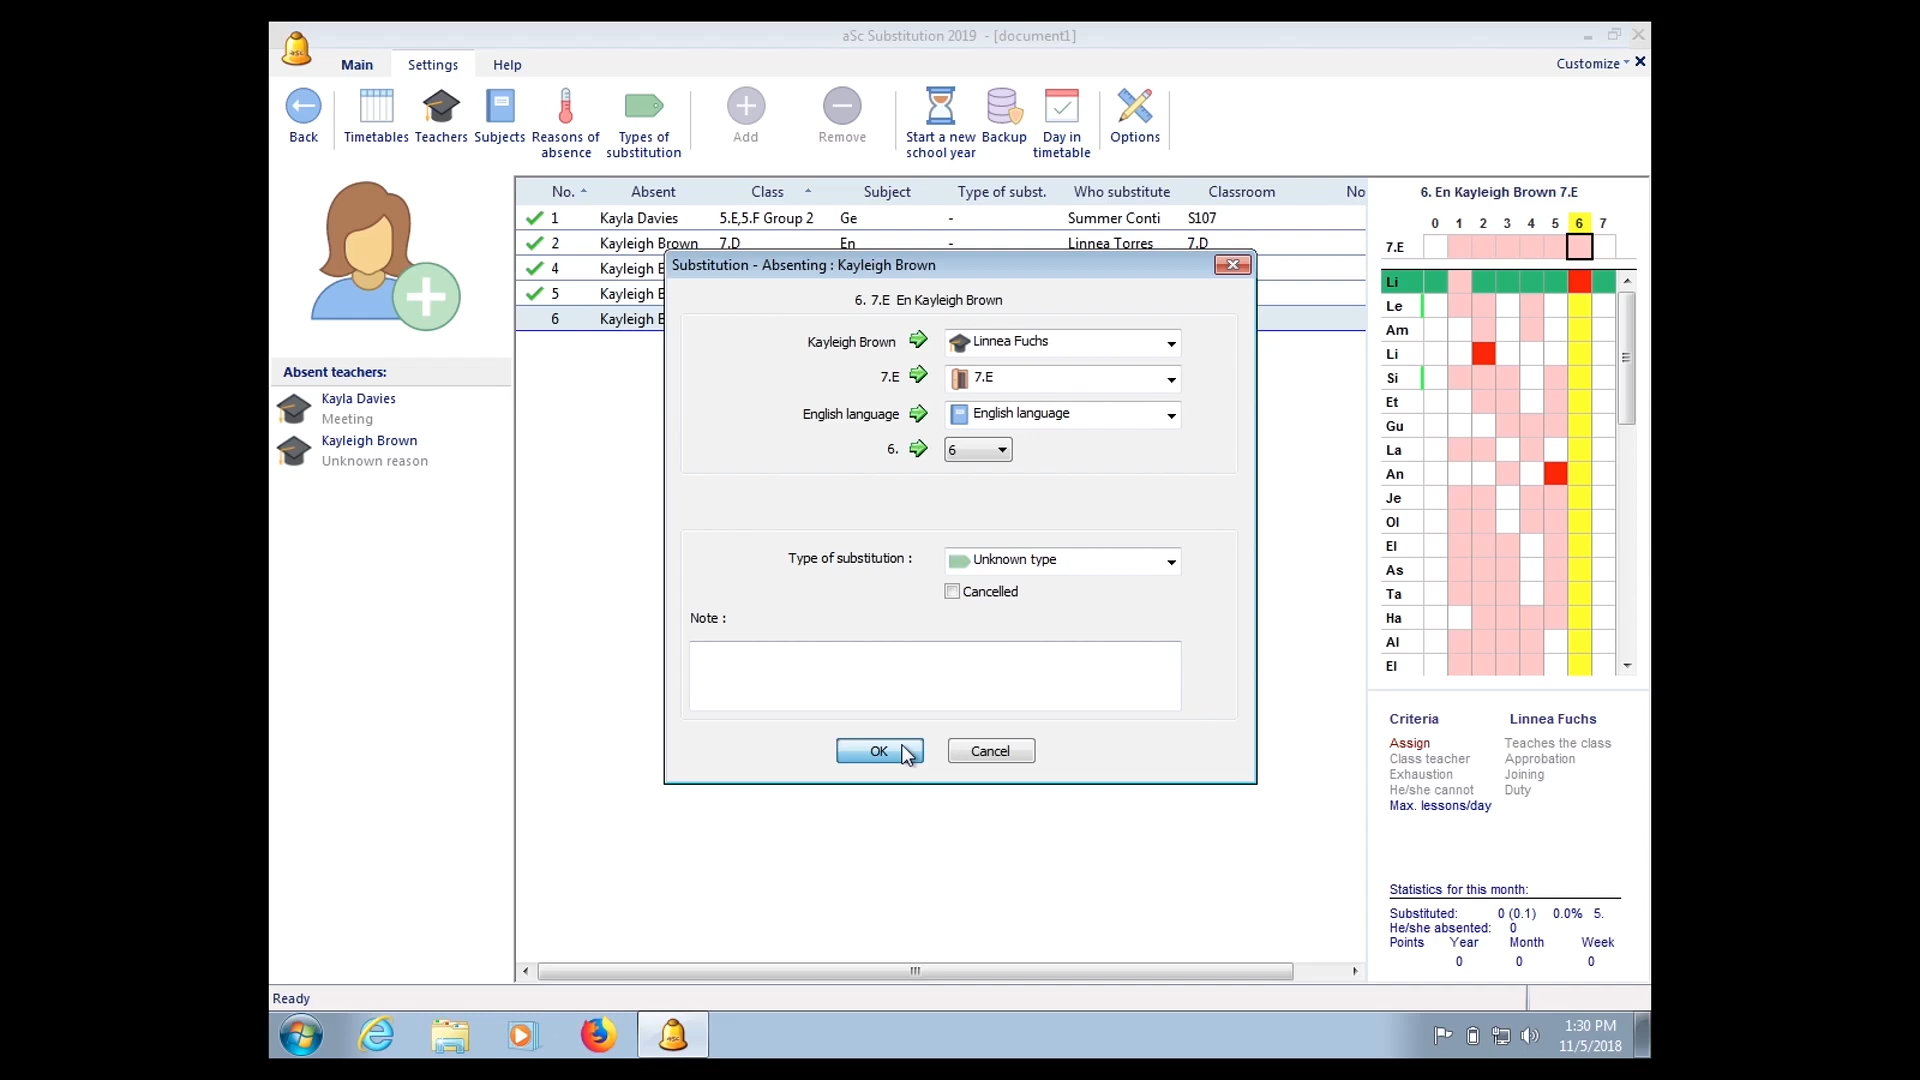 aSc Substitution 2019 - [document1]
aSc
Main Settings Help
Customize
Back
Timetables
Teachers
Subjects
Reasons of absence
Types of substitution
Add
Remove
Start a new school year
Backup
Day in timetable
Options
Absent teachers:
Kayla Davies
Meeting
Kayleigh Brown
Unknown reason
No. Absent Class Subject Type of subst. Who substitute Classroom No
1 Kayla Davies 5.E,5.F Group 2 Ge - Summer Conti S107
2 Kayleigh Brown 7.D En - Linnea Torres 7.D
4 Kayleigh B
5 Kayleigh B
6 Kayleigh B
Substitution - Absenting : Kayleigh Brown
6. 7.E En Kayleigh Brown
Kayleigh Brown Linnea Fuchs
7.E 7.E
English language English language
6. 6
Type of substitution : Unknown type
Cancelled
Note :
OK Cancel
6. En Kayleigh Brown 7.E
0 1 2 3 4 5 6 7
7.E
Li
Le
Am
Li
Si
Et
Gu
La
An
Je
Ol
El
As
Ta
Ha
Al
El
Criteria Linnea Fuchs
Assign Teaches the class
Class teacher Approbation
Exhaustion Joining
He/she cannot Duty
Max. lessons/day
Statistics for this month:
Substituted: 0 (0.1) 0.0% 5.
He/she absented: 0
Points Year Month Week
0 0 0
Ready
aSc
1:30 PM
11/5/2018